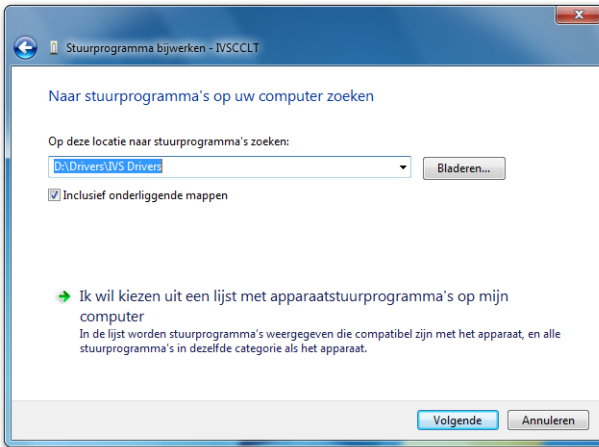 Stuurprogramma bijwerken - IVSCCLT
Naar stuurprogramma's op uw computer zoeken
Op deze locatie naar stuurprogramma's zoeken:
D:\Drivers\IVS Drivers
Bladeren...
Inclusief onderliggende mappen
Ik wil kiezen uit een lijst met apparaatstuurprogramma's op mijn
computer
In de lijst worden stuurprogramma's weergegeven die compatibel zijn met het apparaat, en alle
stuurprogramma's in dezelfde categorie als het apparaat.
Volgende
Annuleren